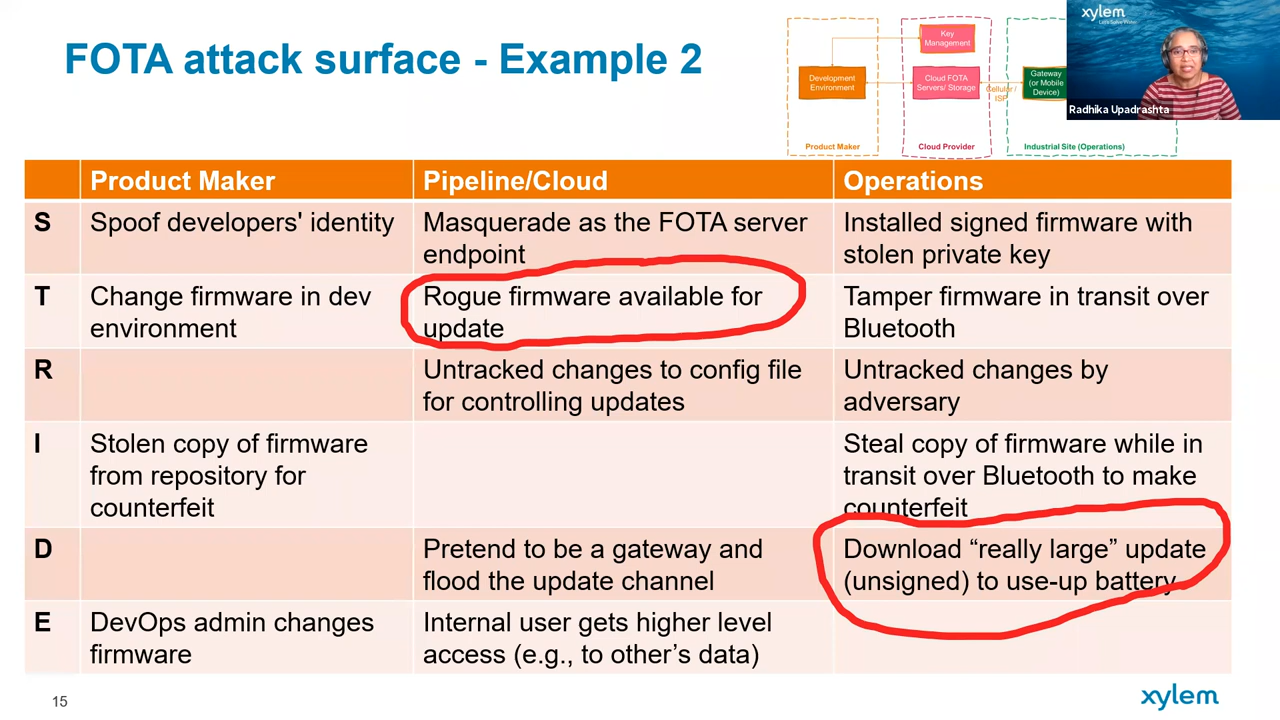 FOTA attack surface - Example 2
Key
Management
Development
Environment
Cloud FOTA
Servers/ Storage
Cellular /
ISP
Gateway
(or Mobile
Device)
Product Maker
Cloud Provider
Industrial Site (Operations)
xylem
Let's Solve Water
Radhika Upadrashta
Product Maker
Pipeline/Cloud
Operations
S
Spoof developers' identity
Masquerade as the FOTA server
endpoint
Installed signed firmware with
stolen private key
T
Change firmware in dev
environment
Rogue firmware available for
update
Tamper firmware in transit over
Bluetooth
R
Untracked changes to config file
for controlling updates
Untracked changes by
adversary
I
Stolen copy of firmware
from repository for
counterfeit
Steal copy of firmware while in
transit over Bluetooth to make
counterfeit
D
Pretend to be a gateway and
flood the update channel
Download “really large” update
(unsigned) to use-up battery
E
DevOps admin changes
firmware
Internal user gets higher level
access (e.g., to other’s data)
15
xylem